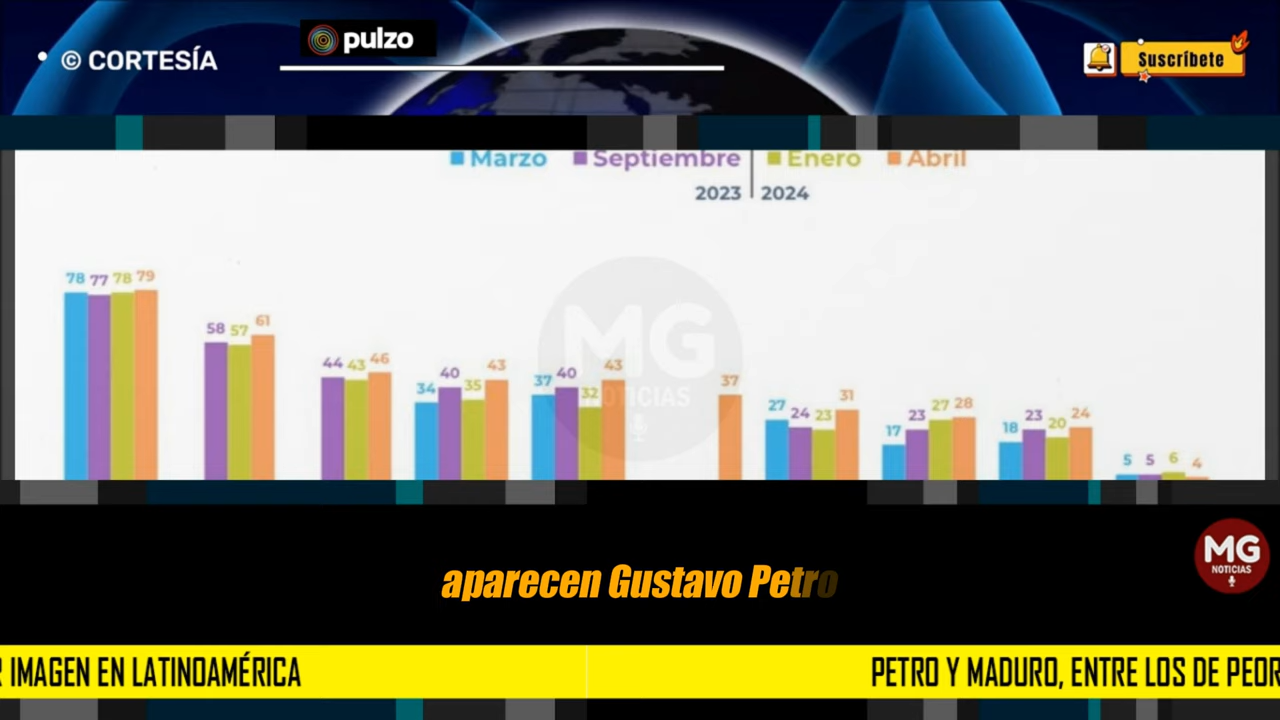 pulzo
© CORTESÍA
Suscríbete
Marzo Septiembre Enero Abril
2023 2024
78 77 78 79
58 57 61
44 43 46
34 40 35 43
37 40 32 43
37
27 24 23 31
17 23 27 28
18 23 20 24
5 5 6 4
MG
NOTICIAS
aparecen Gustavo Petro
MG
NOTICIAS
R IMAGEN EN LATINOAMÉRICA
PETRO Y MADURO, ENTRE LOS DE PEOR